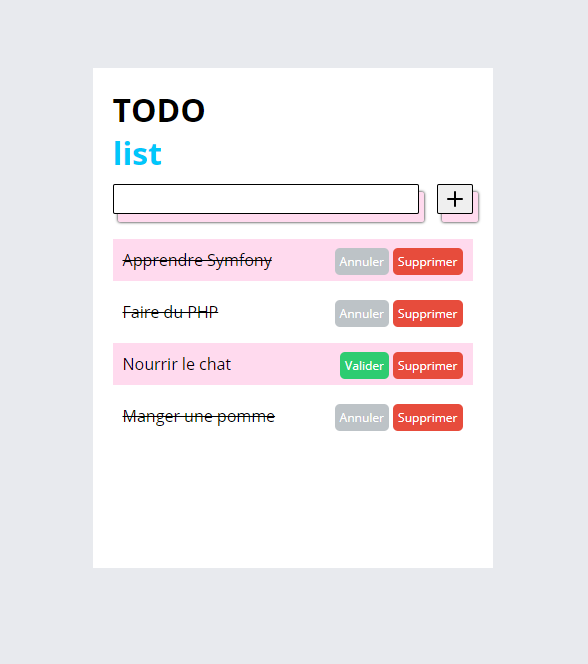 TODO
list
+
Apprendre Symfony Annuler Supprimer
Faire du PHP Annuler Supprimer
Nourrir le chat Valider Supprimer
Manger une pomme Annuler Supprimer